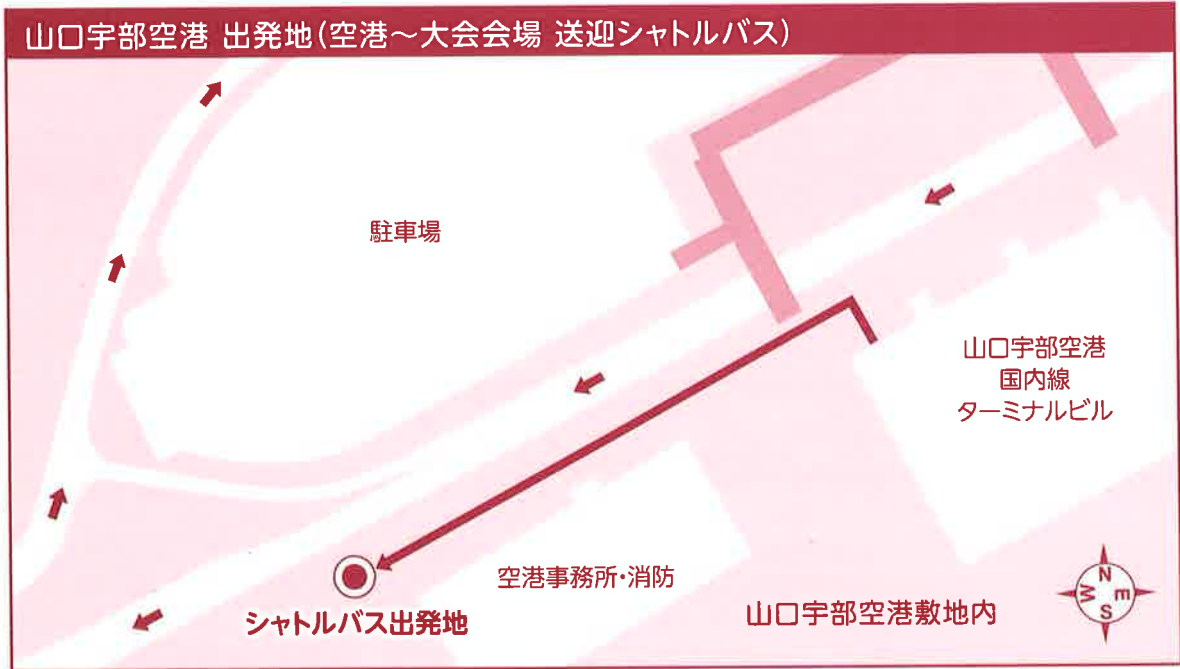 山口宇部空港 出発地(空港～大会会場 送迎シャトルバス)
駐車場
山口宇部空港
国内線
ターミナルビル
空港事務所・消防
シャトルバス出発地
山口宇部空港敷地内
N
W E
S